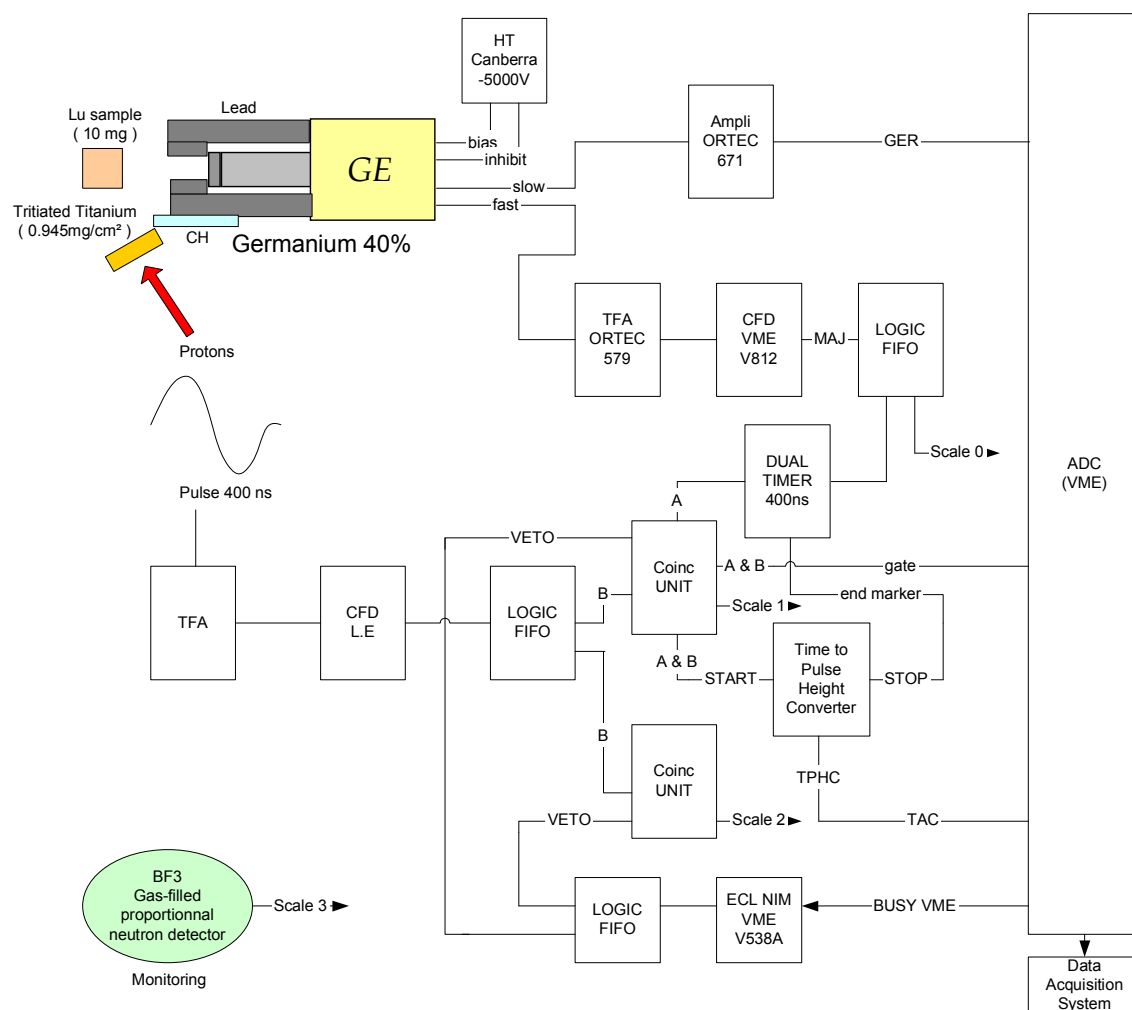 HT
Canberra
-5000V
Lu sample
( 10 mg )
Lead
bias
inhibit
GE
slow
fast
Ampli
ORTEC
671
GER
Tritiated Titanium
( 0.945mg/cm² )
CH
Germanium 40%
Protons
TFA
ORTEC
579
CFD
VME
V812
MAJ
LOGIC
FIFO
Scale 0
DUAL
TIMER
400ns
ADC
(VME)
Pulse 400 ns
A
VETO
Coinc
UNIT
A & B
gate
end marker
TFA
CFD
L.E
LOGIC
FIFO
B
Scale 1
A & B
START
Time to
Pulse
Height
Converter
STOP
B
Coinc
UNIT
TPHC
VETO
Scale 2
TAC
BF3
Gas-filled
proportionnal
neutron detector
Scale 3
Monitoring
LOGIC
FIFO
ECL NIM
VME
V538A
BUSY VME
Data
Acquisition
System